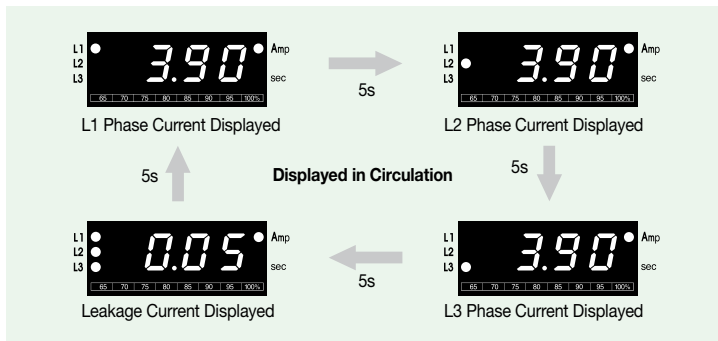 L1 3.90 Amp
L2
L3 sec
65 70 75 80 85 90 95 100%
L1 Phase Current Displayed
5s
L1 3.90 Amp
L2
L3 sec
65 70 75 80 85 90 95 100%
L2 Phase Current Displayed
5s
Displayed in Circulation
5s
L1 0.05 Amp
L2
L3 sec
65 70 75 80 85 90 95 100%
Leakage Current Displayed
5s
L1 3.90 Amp
L2
L3 sec
65 70 75 80 85 90 95 100%
L3 Phase Current Displayed